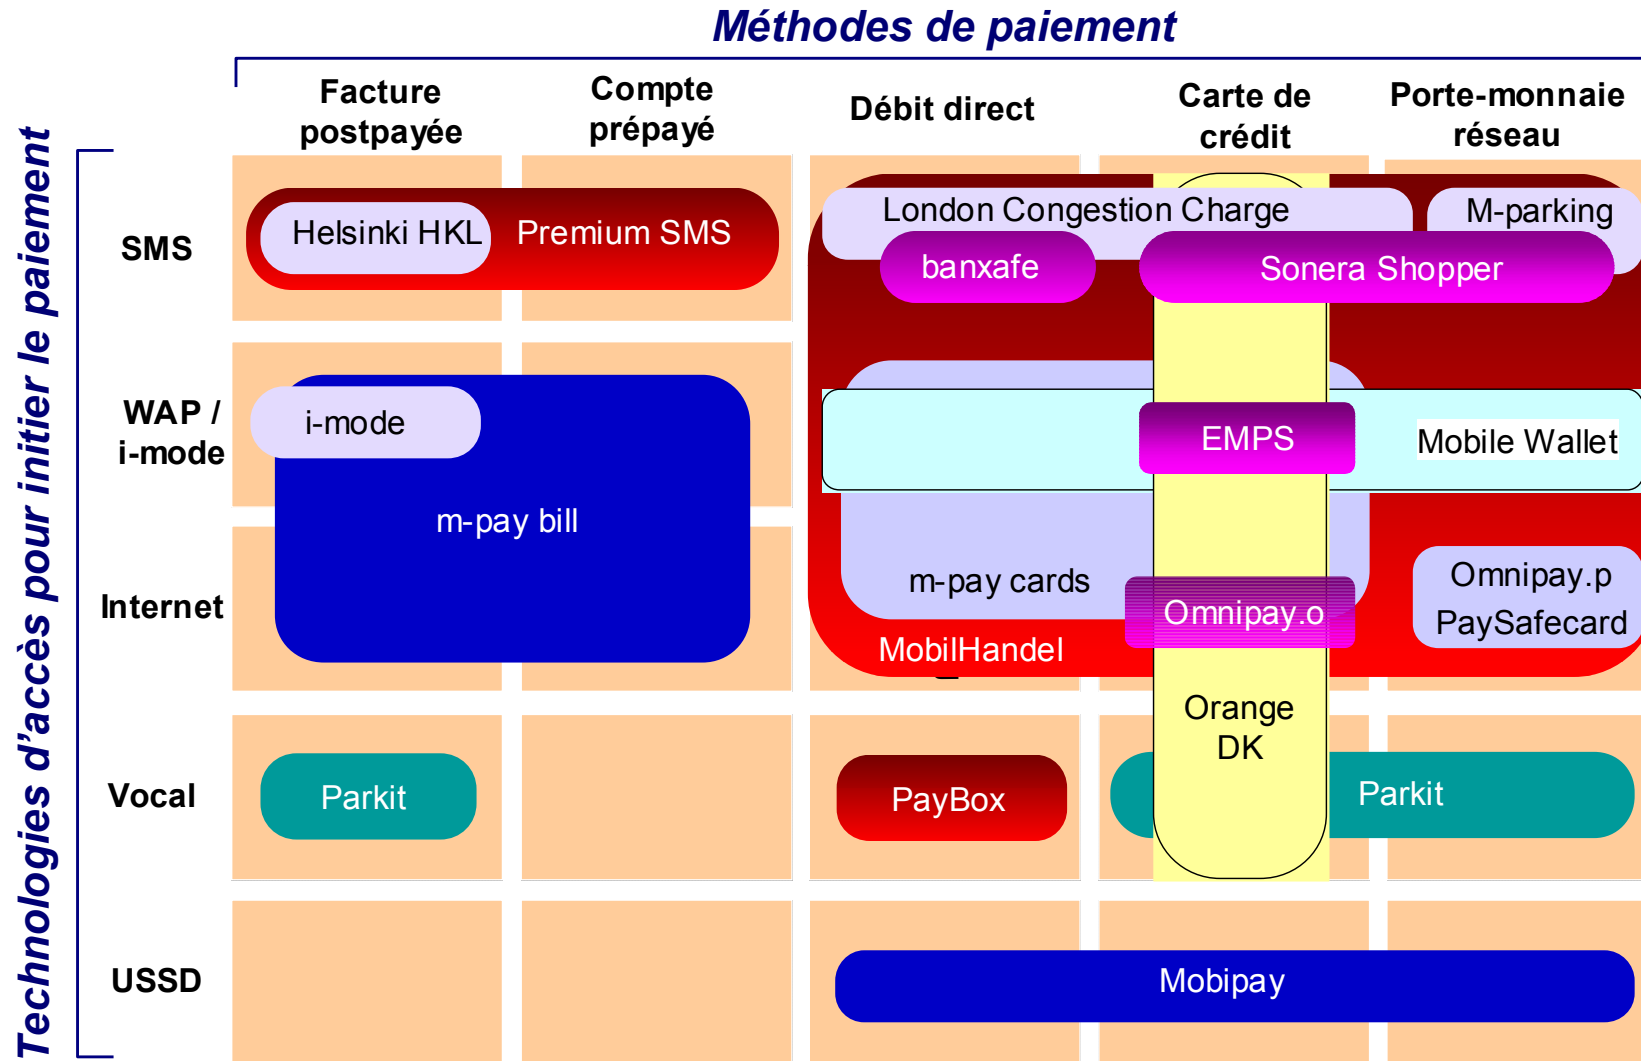 Méthodes de paiement
Technologies d'accès pour initier le paiement
Facture
postpayée
Compte
prépayé
Débit direct
Carte de
crédit
Porte-monnaie
réseau
SMS
Helsinki HKL
Premium SMS
London Congestion Charge
M-parking
banxafe
Sonera Shopper
WAP /
i-mode
i-mode
EMPS
Mobile Wallet
m-pay bill
Internet
m-pay cards
Omnipay.o
Omnipay.p
PaySafecard
MobilHandel
Orange
DK
Vocal
Parkit
PayBox
Parkit
USSD
Mobipay